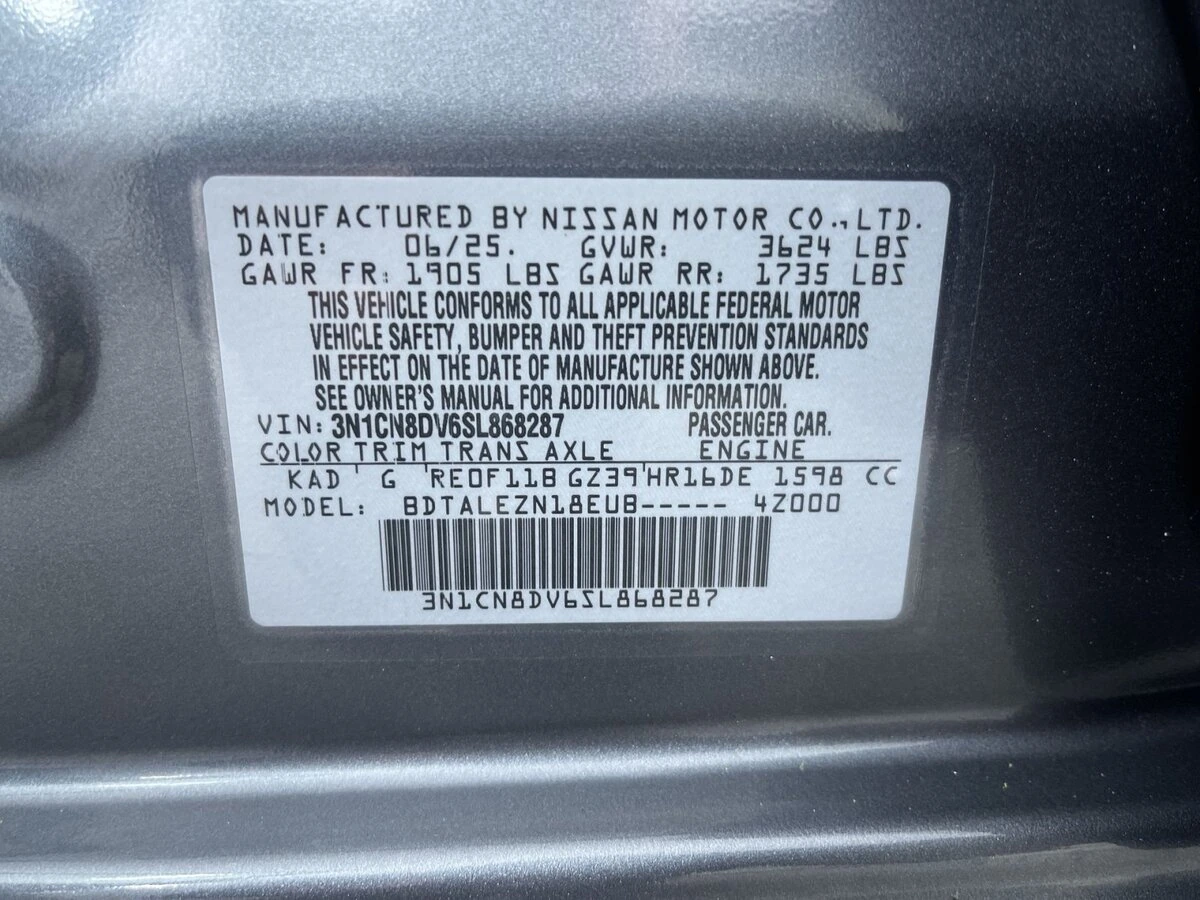 MANUFACTURED BY NISSAN MOTOR CO.,LTD.
DATE: 06/25. GVWR: 3624 LBS
GAWR FR: 1905 LBS GAWR RR: 1735 LBS
THIS VEHICLE CONFORMS TO ALL APPLICABLE FEDERAL MOTOR
VEHICLE SAFETY, BUMPER AND THEFT PREVENTION STANDARDS
IN EFFECT ON THE DATE OF MANUFACTURE SHOWN ABOVE.
SEE OWNER'S MANUAL FOR ADDITIONAL INFORMATION.
VIN: 3N1CN8DV6SL868287 PASSENGER CAR.
COLOR TRIM TRANS AXLE ENGINE
KAD ' G 'RE0F11B GZ39'HR16DE 1598 CC
MODEL: BDTALEZN18EUB----- 4Z000
3N1CN8DV6SL868287